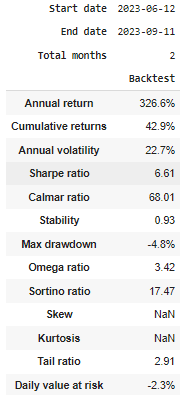 Start date 2023-06-12
End date 2023-09-11
Total months 2
Backtest
Annual return 326.6%
Cumulative returns 42.9%
Annual volatility 22.7%
Sharpe ratio 6.61
Calmar ratio 68.01
Stability 0.93
Max drawdown -4.8%
Omega ratio 3.42
Sortino ratio 17.47
Skew NaN
Kurtosis NaN
Tail ratio 2.91
Daily value at risk -2.3%